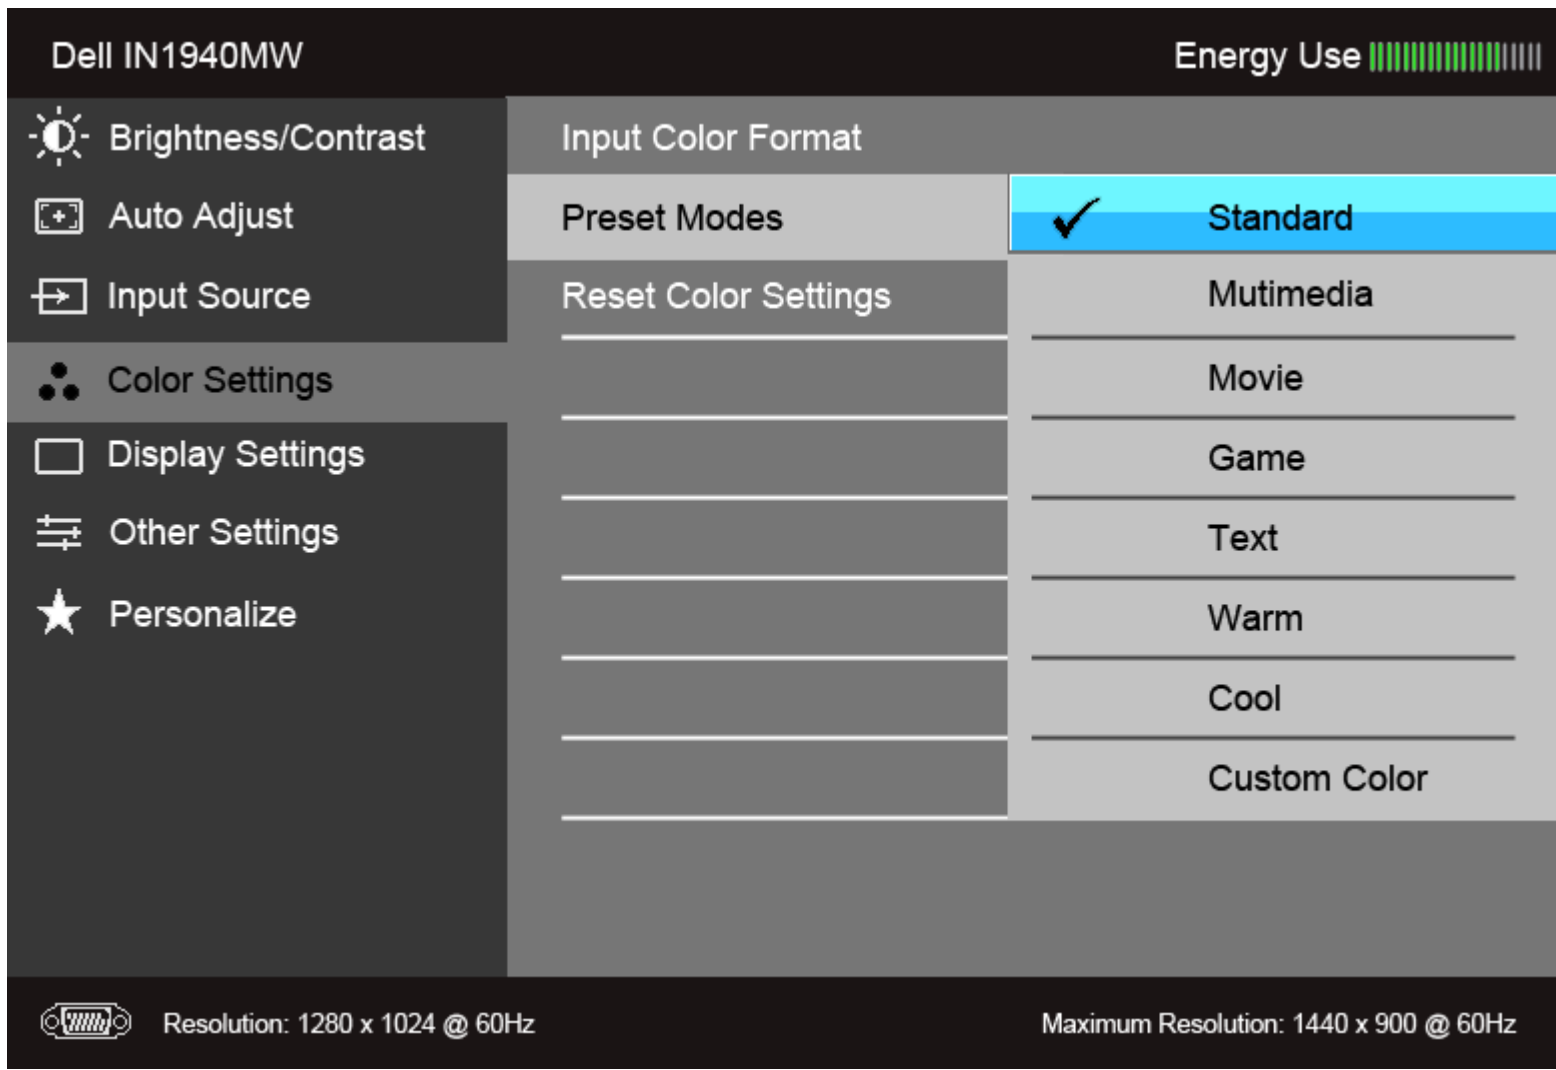 Dell IN1940MW
Energy Use
Brightness/Contrast
Auto Adjust
Input Source
Color Settings
Display Settings
Other Settings
Personalize
Input Color Format
Preset Modes
Reset Color Settings
Standard
Mutimedia
Movie
Game
Text
Warm
Cool
Custom Color
Resolution: 1280 x 1024 @ 60Hz
Maximum Resolution: 1440 x 900 @ 60Hz